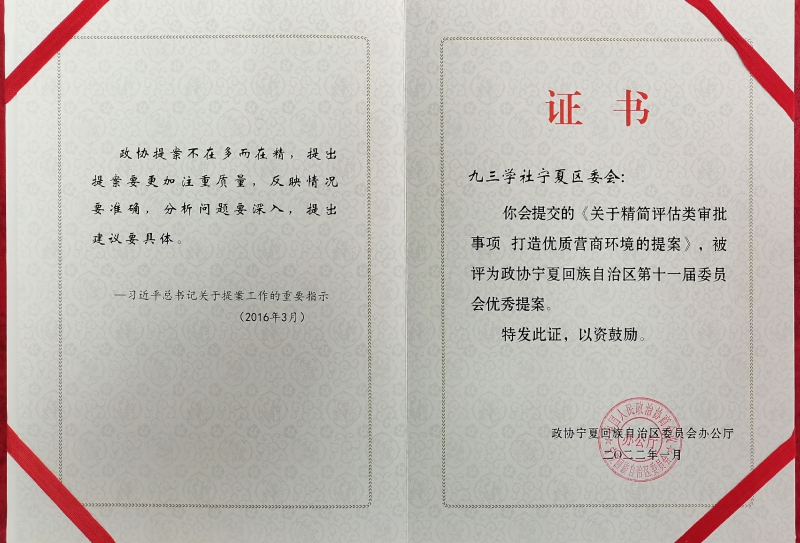 政协提案不在多而在精，提出
提案要更加注重质量，反映情况
要准确，分析问题要深入，提出
建议要具体。
—习近平总书记关于提案工作的重要指示
（2016年3月）
证书
九三学社宁夏区委会：
你会提交的《关于精简评估类审批
事项 打造优质营商环境的提案》，被
评为政协宁夏回族自治区第十一届委员
会优秀提案。
特发此证，以资鼓励。
政协宁夏回族自治区委员会办公厅
二〇二二年一月
办公厅